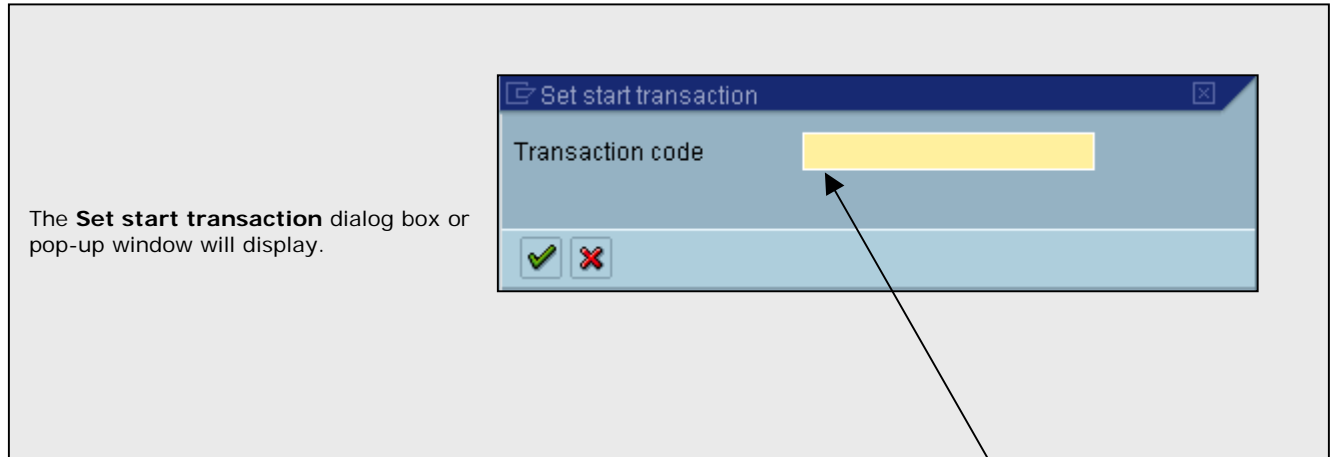 Set start transaction
Transaction code
The Set start transaction dialog box or
pop-up window will display.